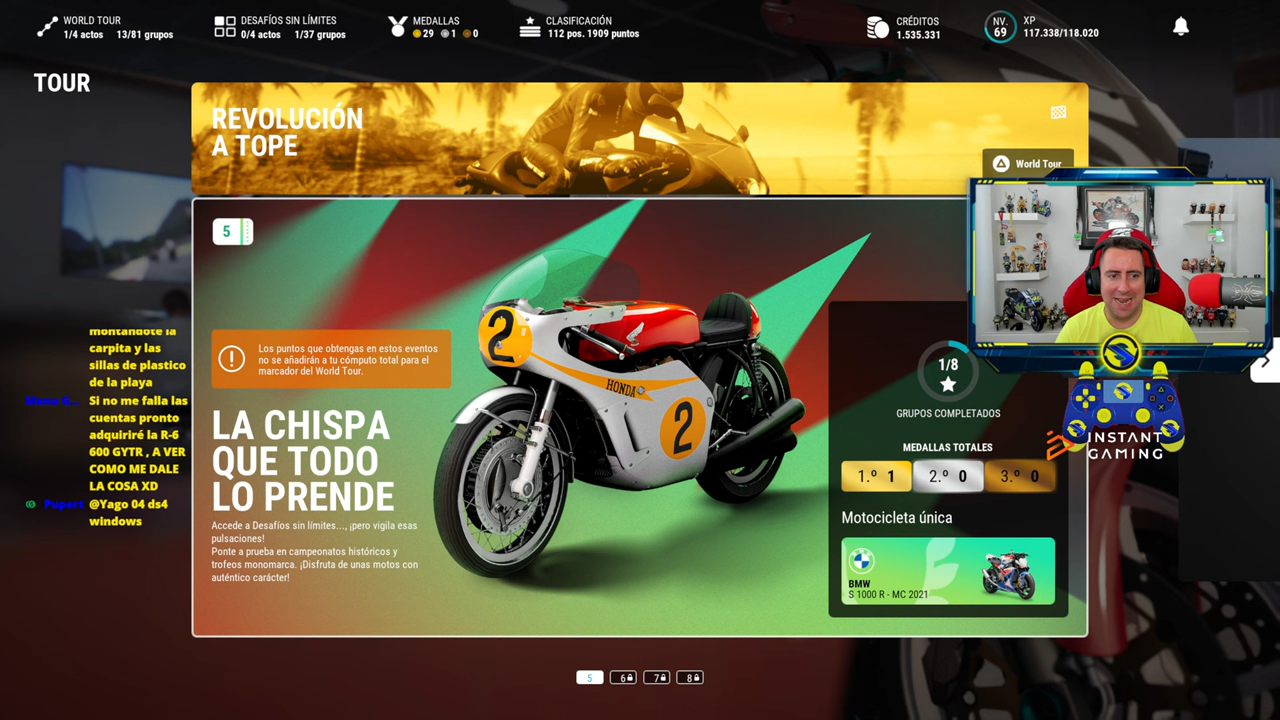 WORLD TOUR
1/4 actos 13/81 grupos
DESAFÍOS SIN LÍMITES
0/4 actos 1/37 grupos
MEDALLAS
29 1 0
CLASIFICACIÓN
112 pos. 1909 puntos
CRÉDITOS
1.535.331
NV.
69
XP
117.338/118.020
TOUR
REVOLUCIÓN
A TOPE
World Tour
5
montandote la
carpita y las
sillas de plastico
de la playa
Si no me falla las
cuentas pronto
adquiriré la R-6
600 GYTR , A VER
COMO ME DALE
LA COSA XD
Pupert @Yago 04 ds4
windows
Los puntos que obtengas en estos eventos
no se añadirán a tu cómputo total para el
marcador del World Tour.
LA CHISPA
QUE TODO
LO PRENDE
Accede a Desafíos sin límites..., ¡pero vigila esas
pulsaciones!
Ponte a prueba en campeonatos históricos y
trofeos monomarca. ¡Disfruta de unas motos con
auténtico carácter!
2
HONDA
2
1/8
GRUPOS COMPLETADOS
MEDALLAS TOTALES
1.º 1 2.º 0 3.º 0
Motocicleta única
BMW
S 1000 R - MC 2021
INSTANT
GAMING
5 6 7 8